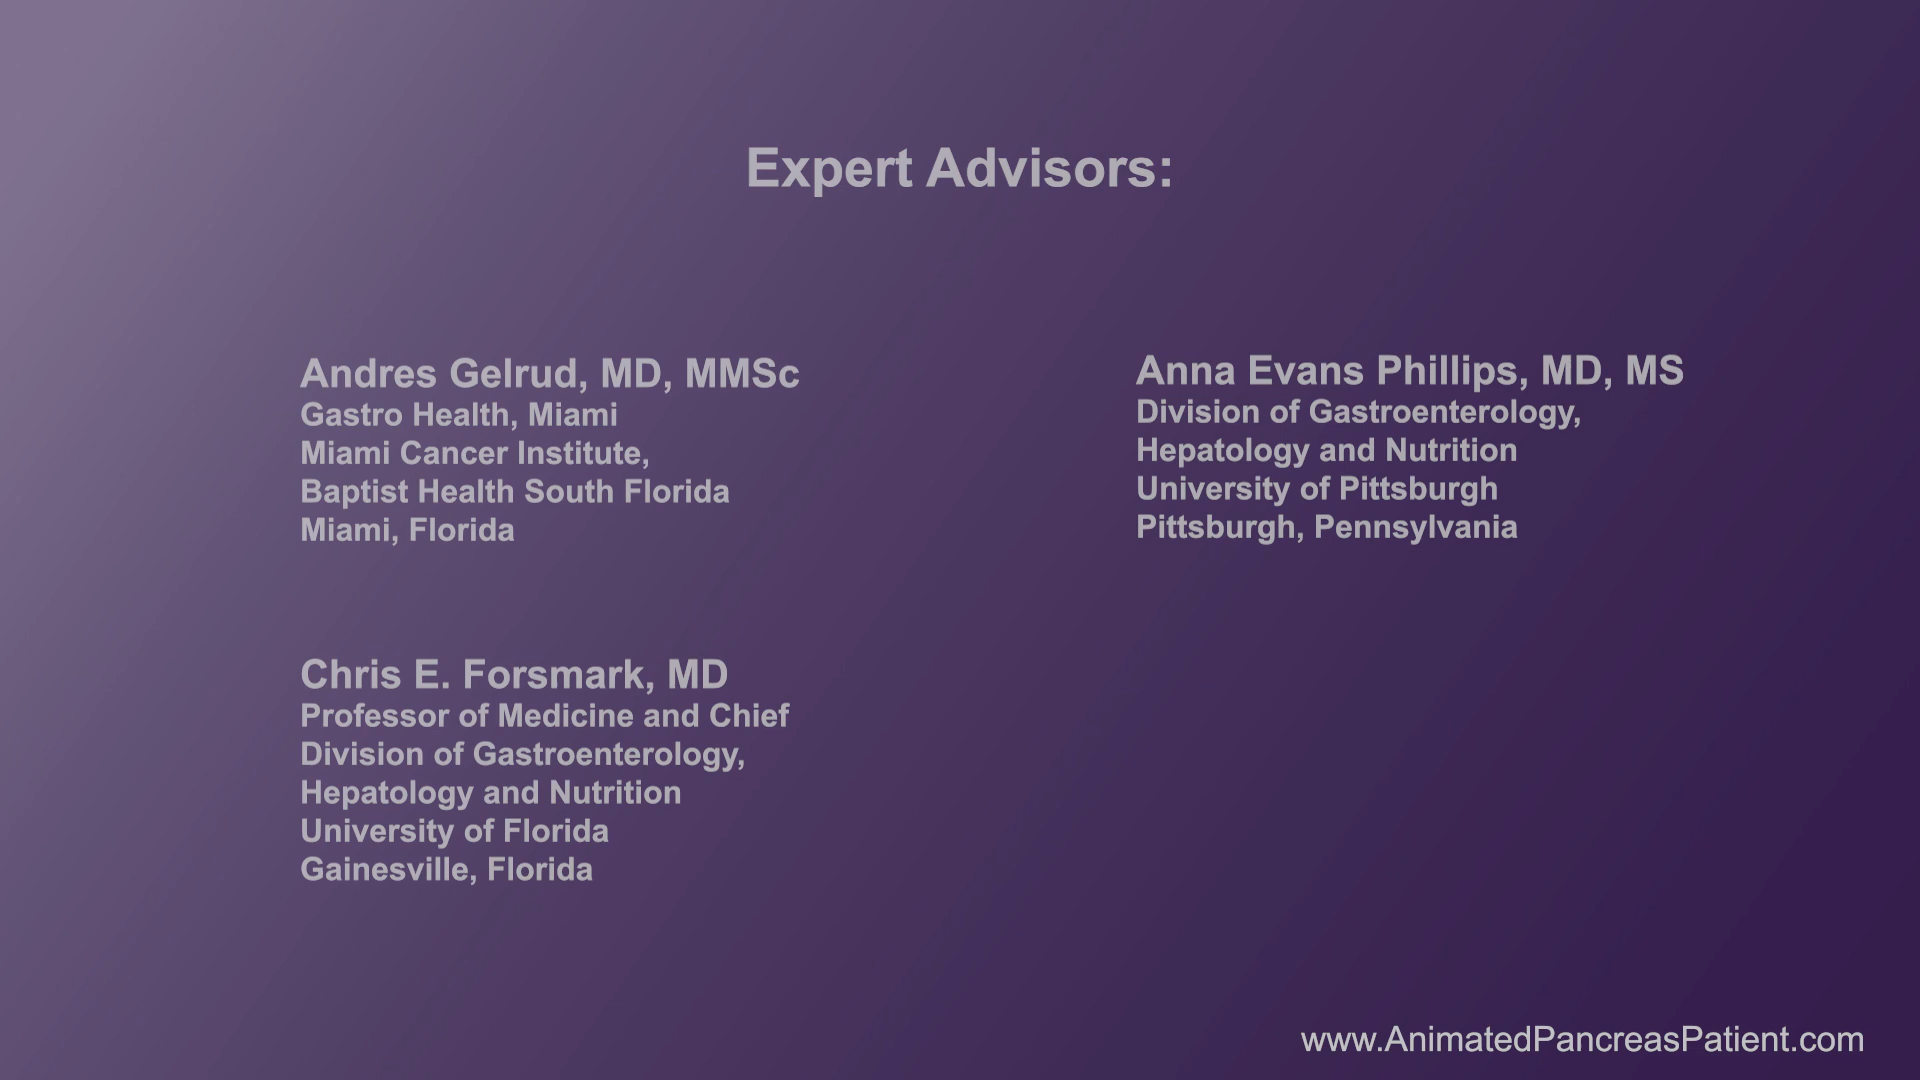 Expert Advisors:
Andres Gelrud, MD, MMSc
Gastro Health, Miami
Miami Cancer Institute,
Baptist Health South Florida
Miami, Florida
Anna Evans Phillips, MD, MS
Division of Gastroenterology,
Hepatology and Nutrition
University of Pittsburgh
Pittsburgh, Pennsylvania
Chris E. Forsmark, MD
Professor of Medicine and Chief
Division of Gastroenterology,
Hepatology and Nutrition
University of Florida
Gainesville, Florida
www.AnimatedPancreasPatient.com